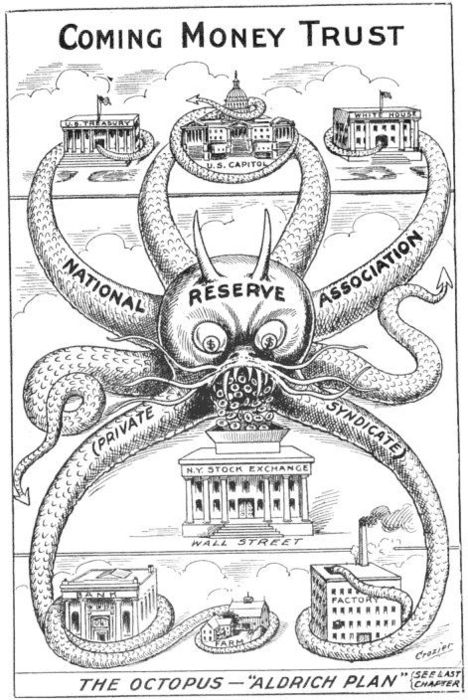 COMING MONEY TRUST
U.S. TREASURY
U.S. CAPITOL
WHITE HOUSE
NATIONAL RESERVE ASSOCIATION
(PRIVATE SYNDICATE)
N.Y. STOCK EXCHANGE
WALL STREET
BANK
FARM
FACTORY
Crozier
THE OCTOPUS — "ALDRICH PLAN" (SEE LAST
CHAPTER